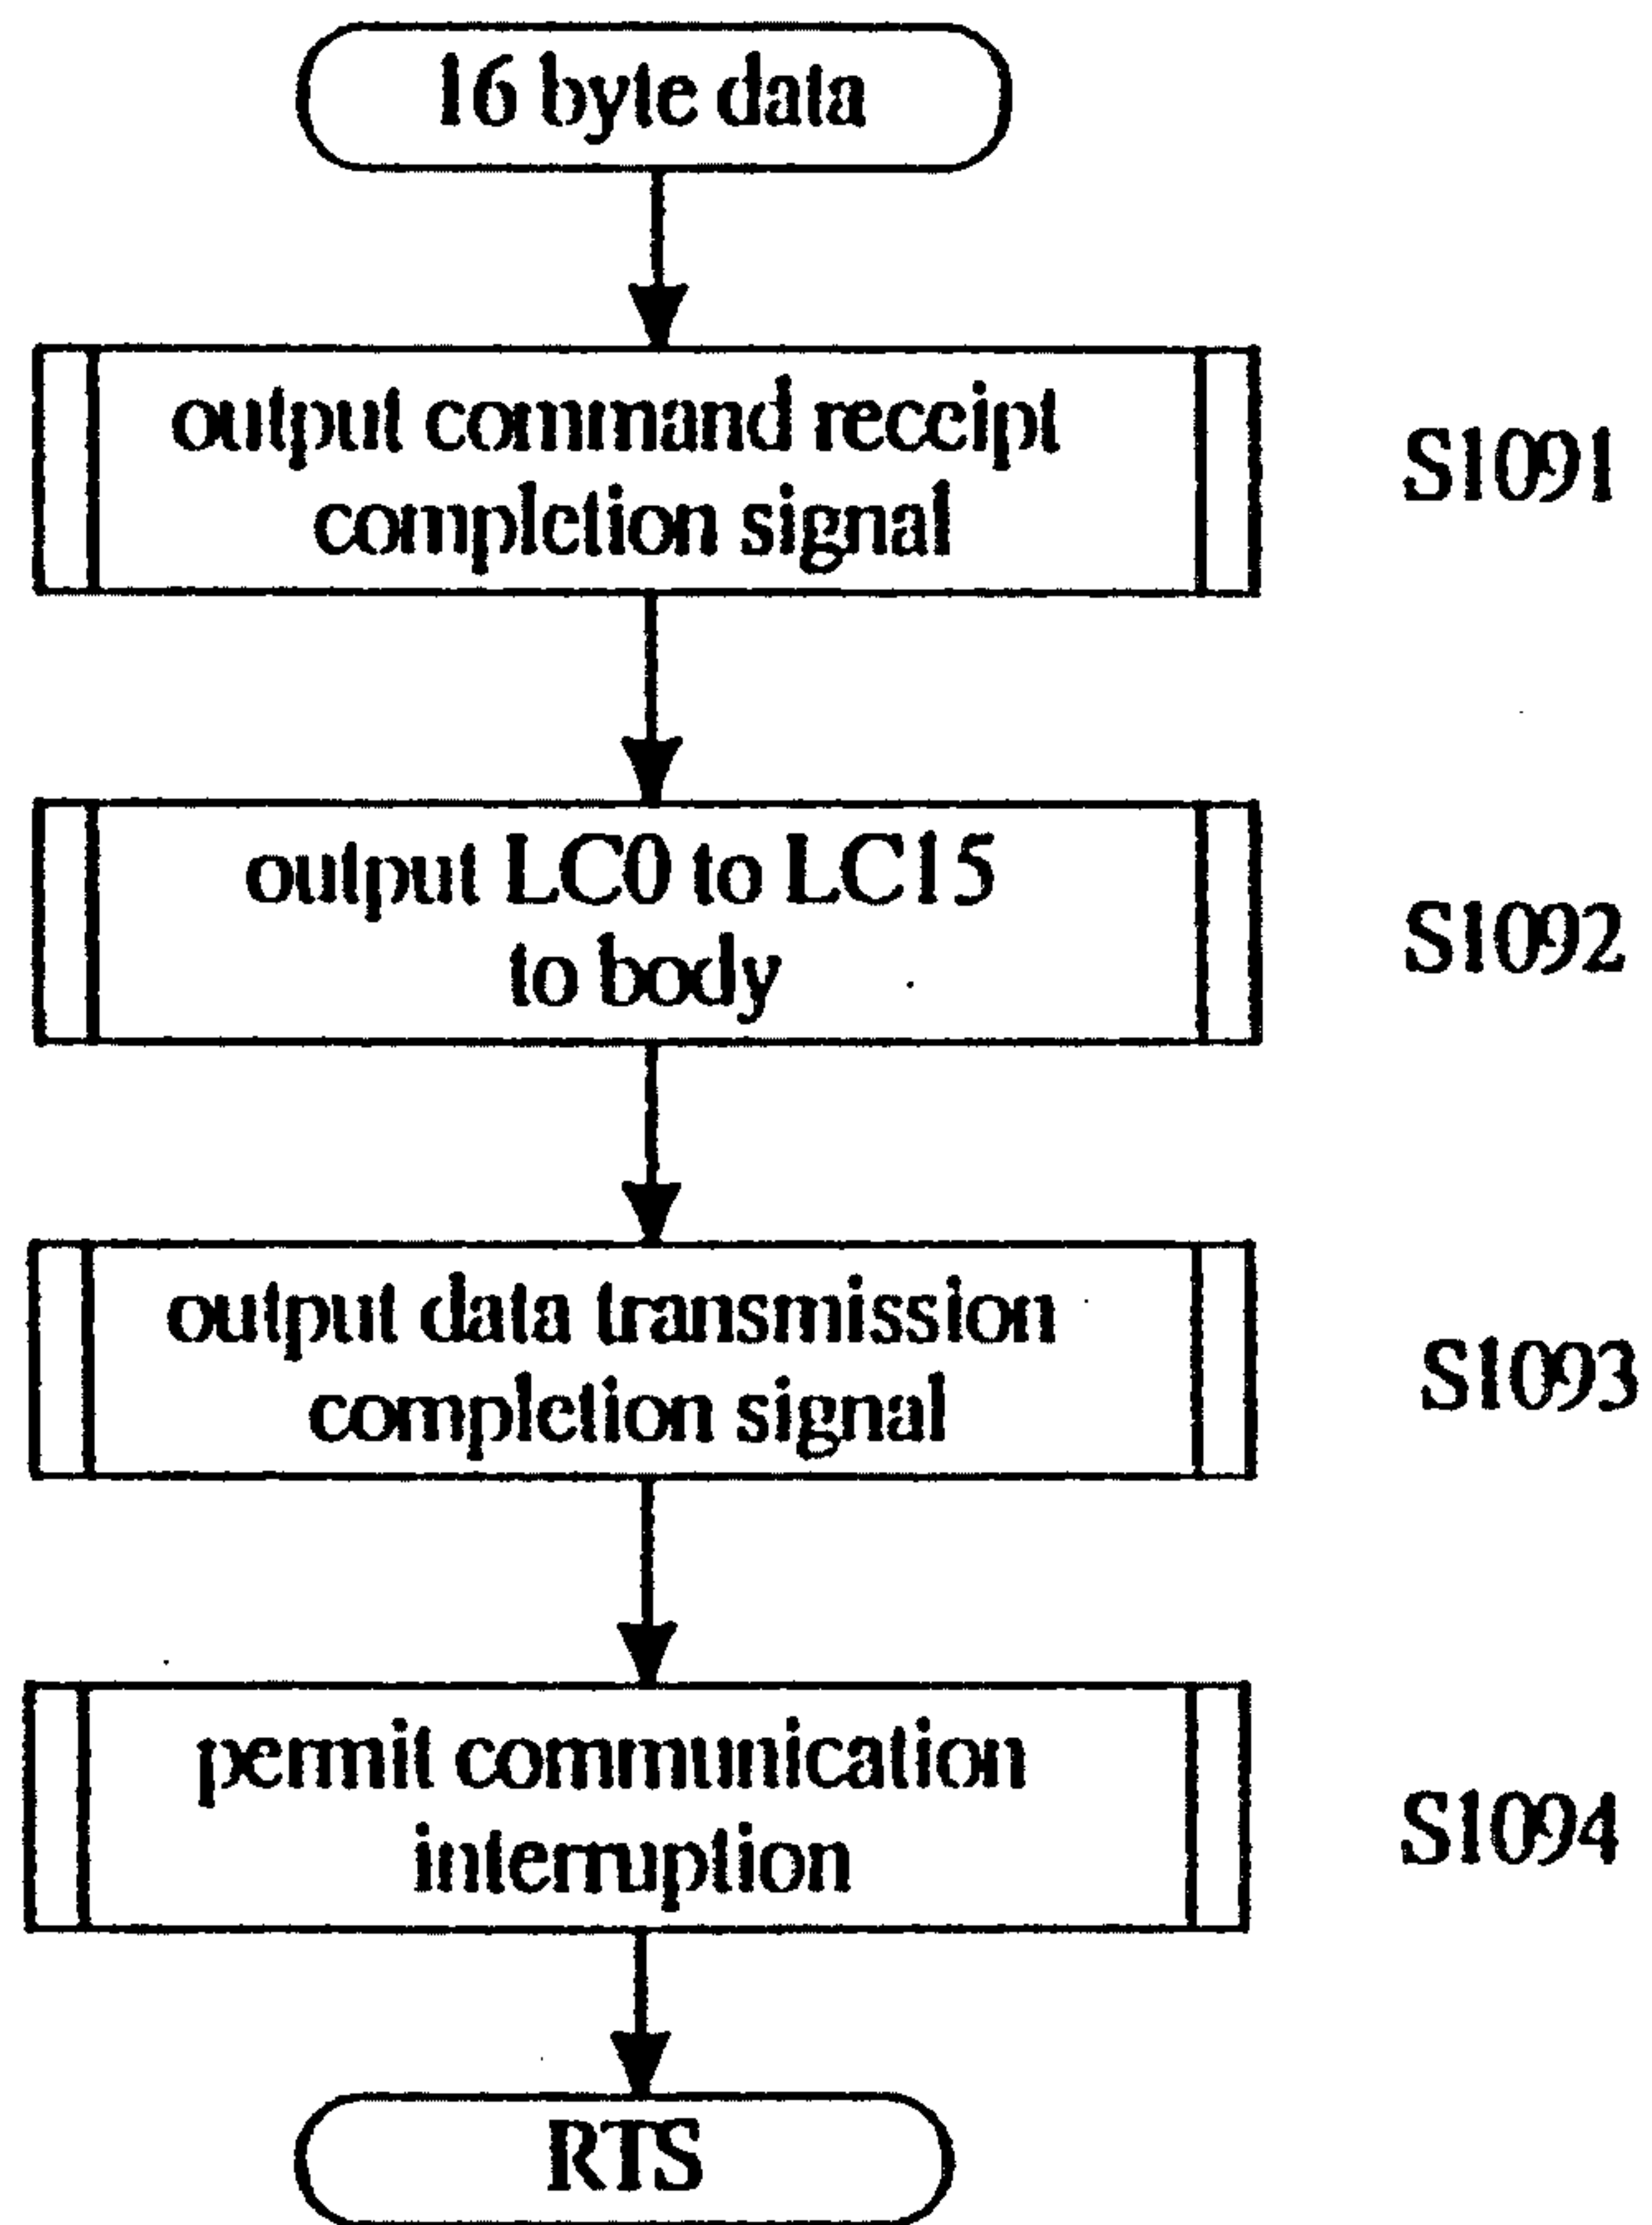 16 byte data
output command receipt
completion signal
S1091
output LC0 to LC15
to body
S1092
output data transmission
completion signal
S1093
permit communication
interruption
S1094
RTS